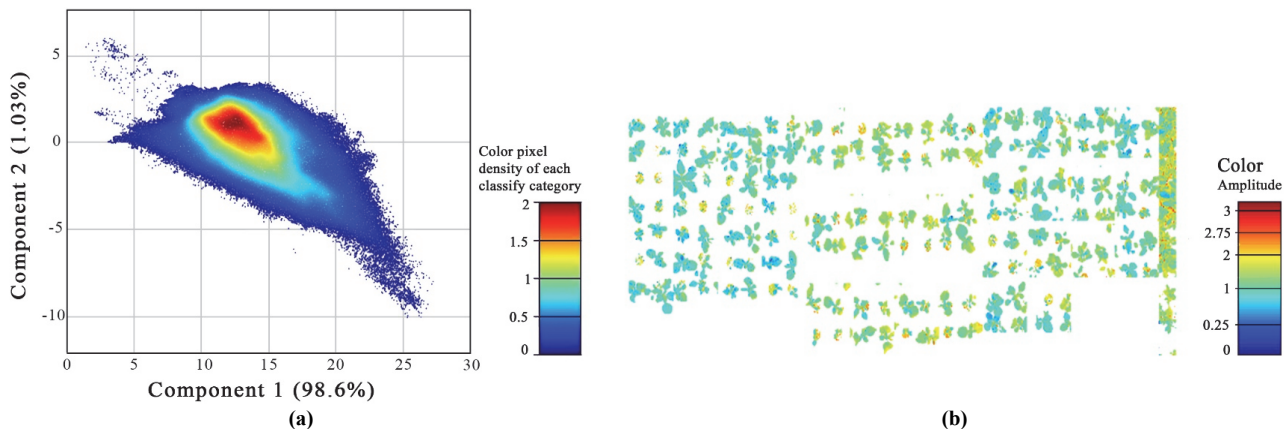 5
0
-5
-10
Component 2 (1.03%)
0 5 10 15 20 25 30
Component 1 (98.6%)
(a)
Color pixel
density of each
classify category
2
1.5
1
0.5
0
(b)
Color
Amplitude
3
2.75
2
1
0.25
0